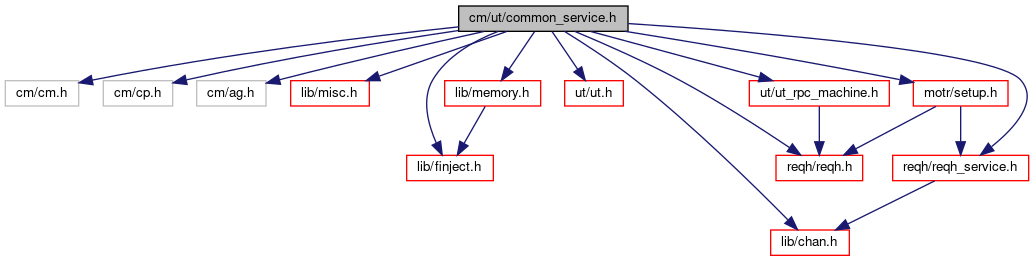 cm/ut/common_service.h
cm/cm.h
cm/cp.h
cm/ag.h
lib/misc.h
lib/memory.h
ut/ut.h
ut/ut_rpc_machine.h
motr/setup.h
lib/finject.h
reqh/reqh.h
reqh/reqh_service.h
lib/chan.h